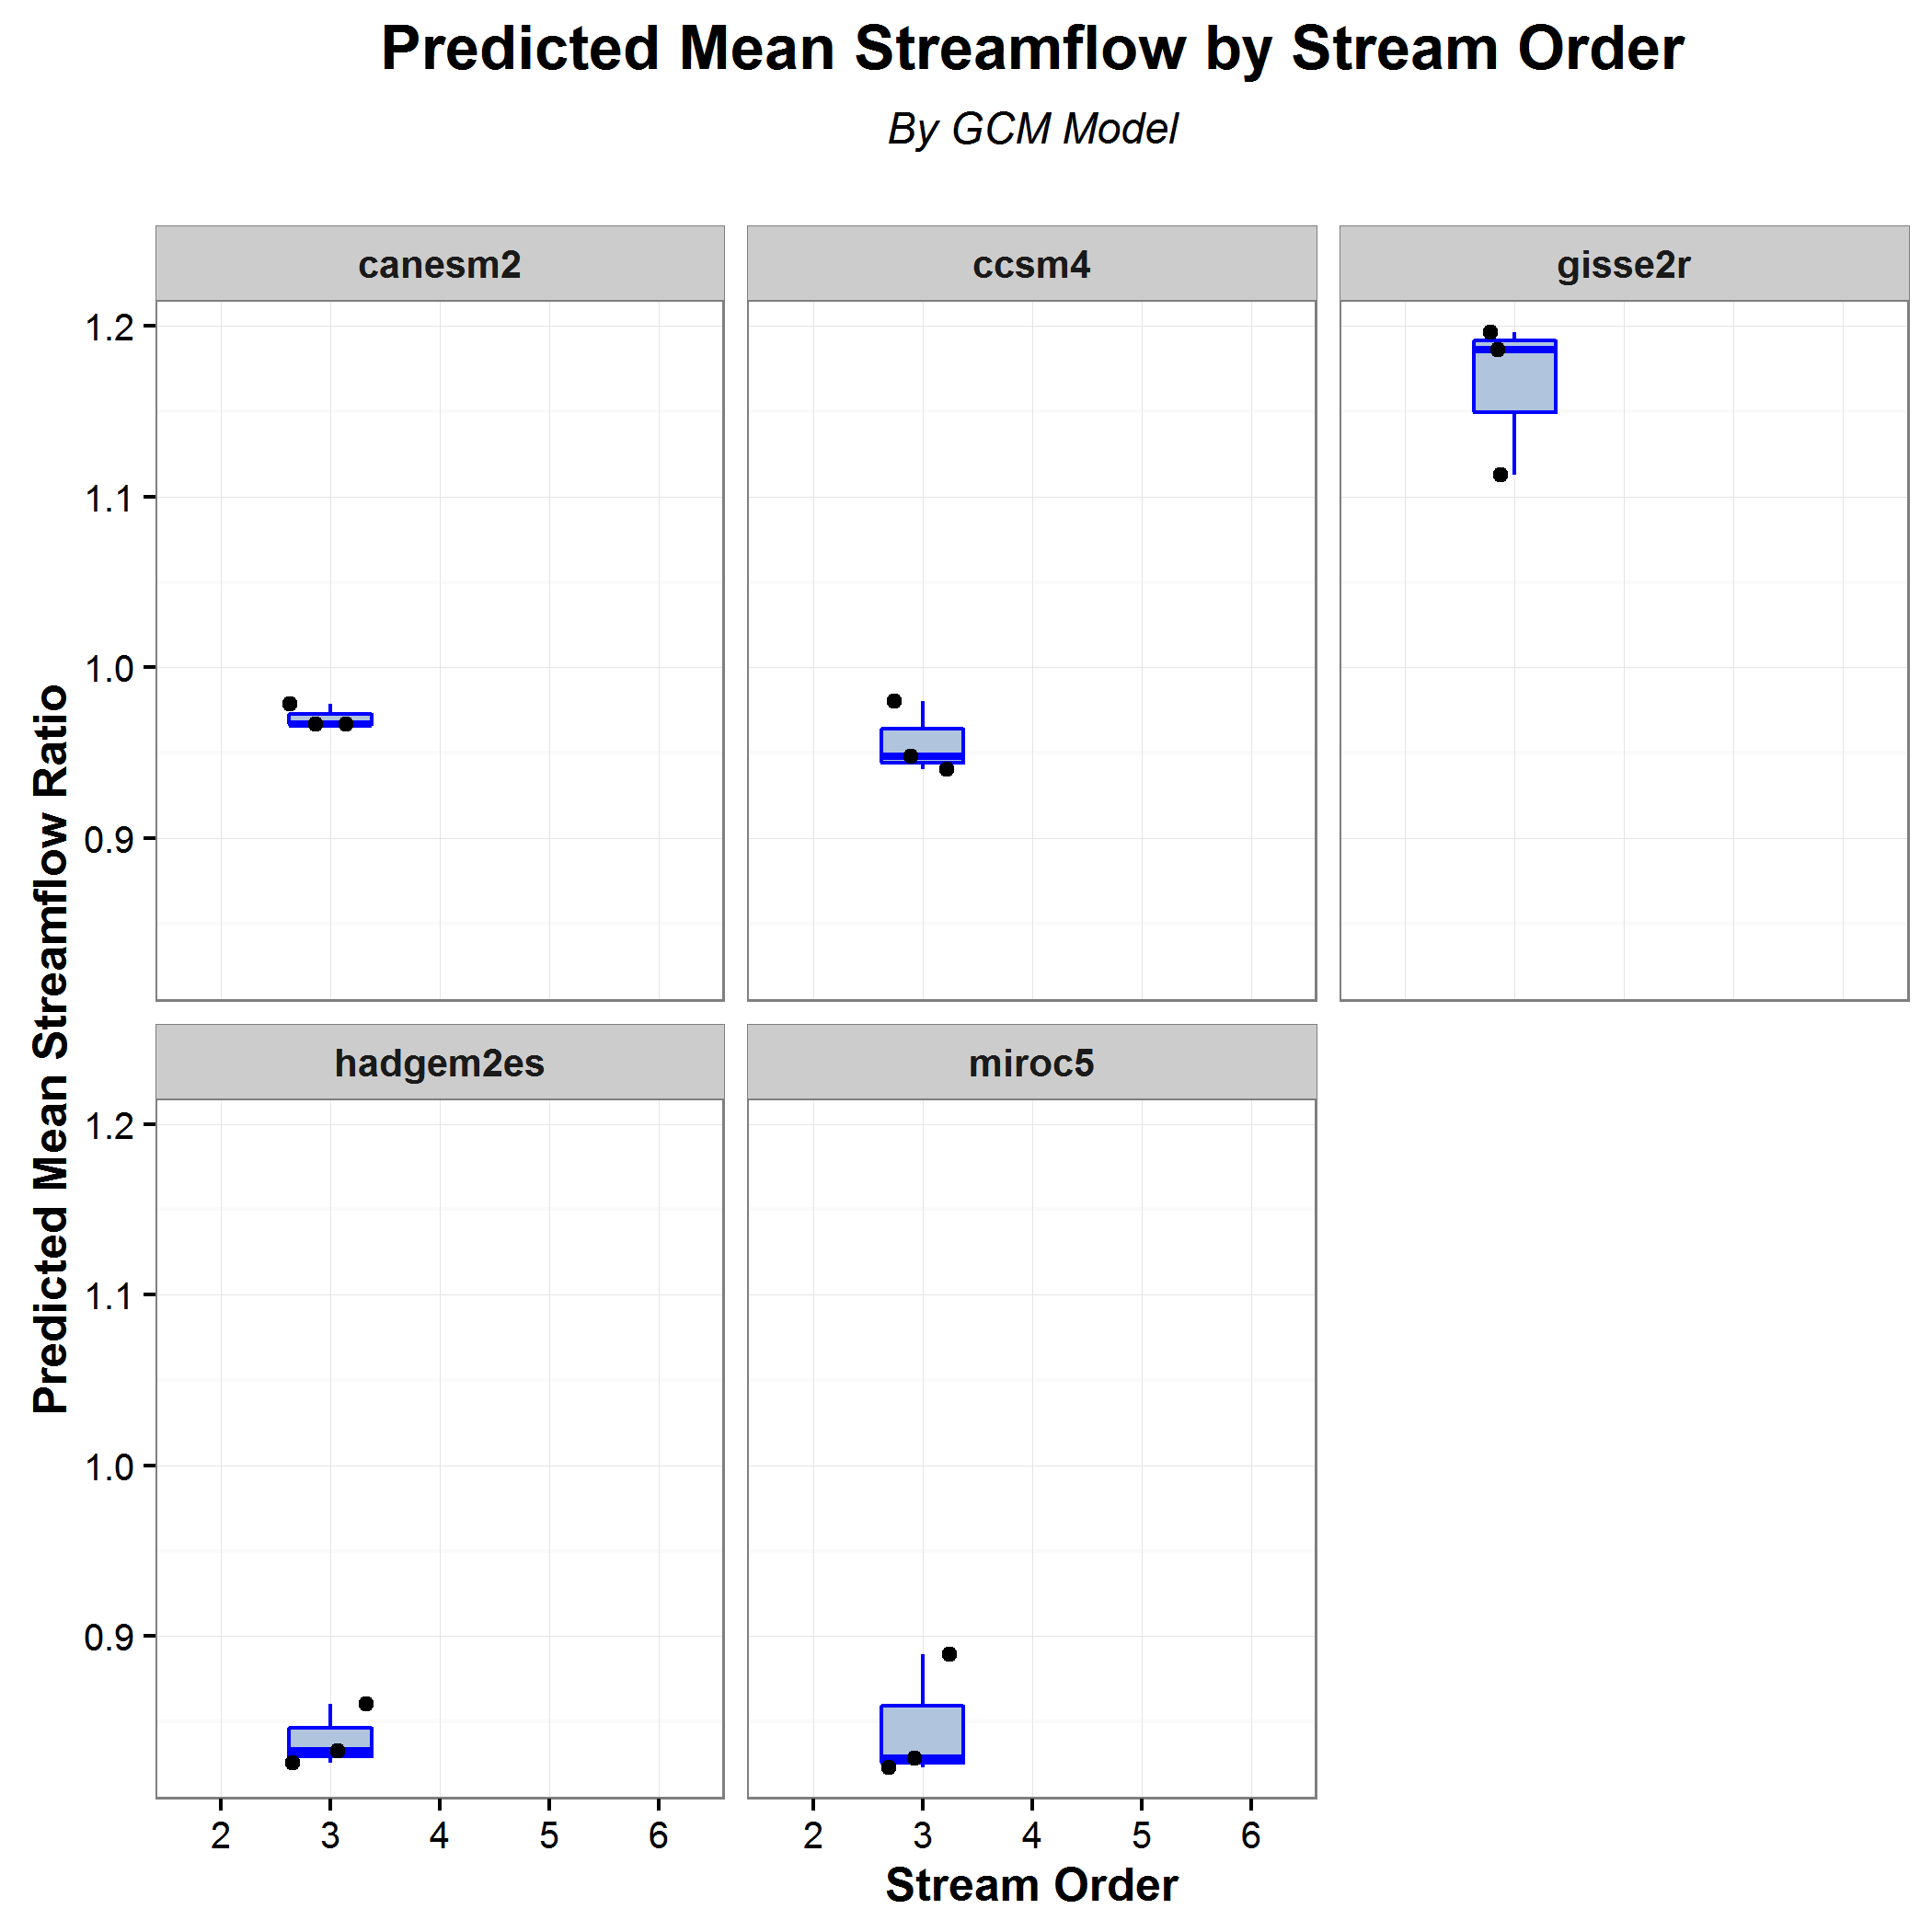 Predicted Mean Streamflow by Stream Order
By GCM Model
canesm2
ccsm4
gisse2r
1.2
1.1
1.0
0.9
Predicted Mean Streamflow Ratio
hadgem2es
miroc5
1.2
1.1
1.0
0.9
2 3 4 5 6
2 3 4 5 6
Stream Order